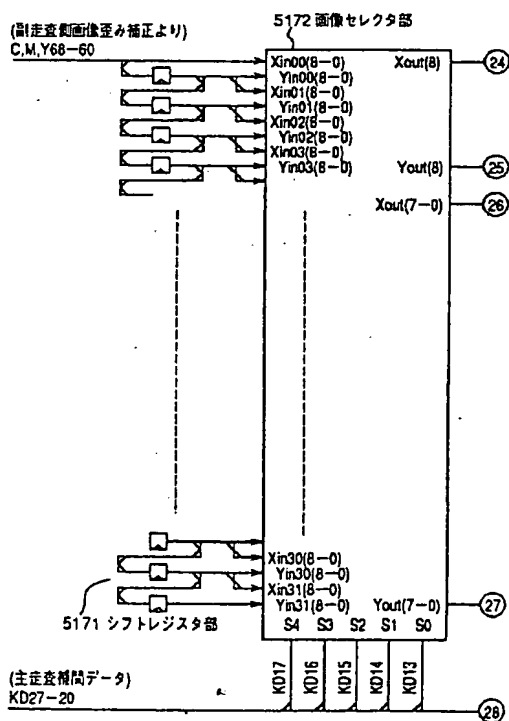 5172 画像セレクタ部
(副走査側画像歪み補正より)
C,M,Y68-60
Xin00(8-0)
Yin00(8-0)
Xin01(8-0)
Yin01(8-0)
Xin02(8-0)
Yin02(8-0)
Xin03(8-0)
Yin03(8-0)
Xout(8)
24
Yout(8)
25
Xout(7-0)
26
Xin30(8-0)
Yin30(8-0)
Xin31(8-0)
Yin31(8-0)
Yout(7-0)
27
5171 シフトレジスタ部
S4 S3 S2 S1 S0
KD17 KD16 KD15 KD14 KD13
(主走査補間データ)
KD27-20
28